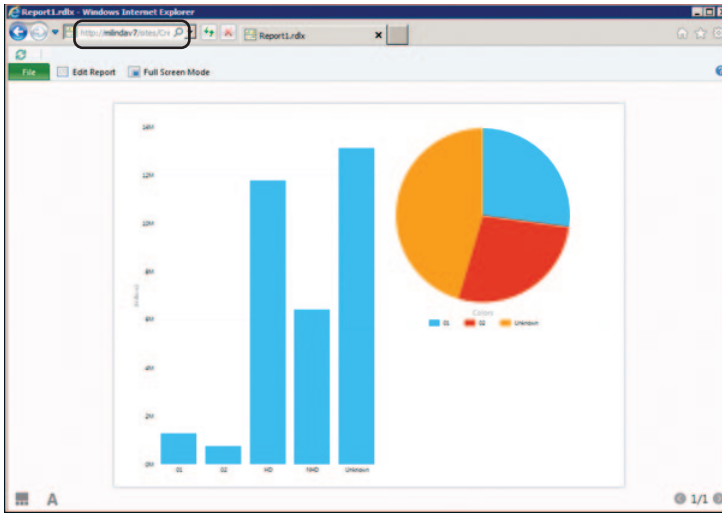 Report1.rdlx - Windows Internet Explorer
http://milindav7/sites/Cre
Report1.rdlx
File Edit Report Full Screen Mode
14M
12M
10M
8M
6M
4M
2M
0M
01 02 HD NHD Unknown
01 02 Unknown
A
1/1